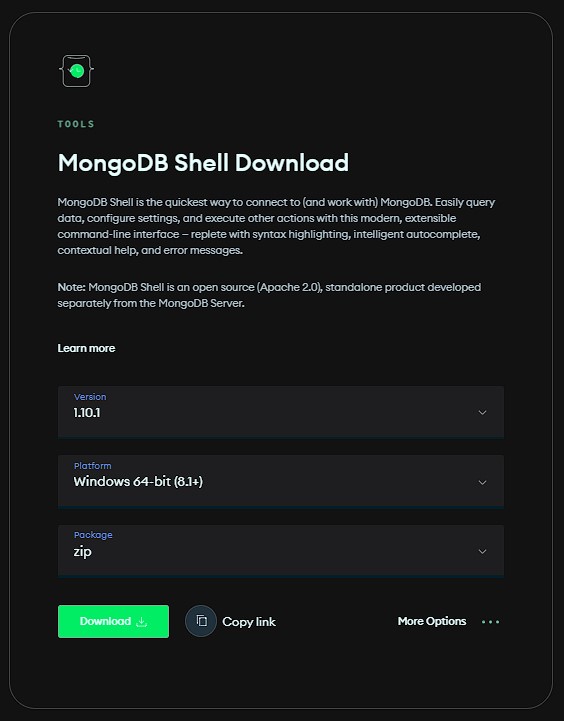 TOOLS
MongoDB Shell Download
MongoDB Shell is the quickest way to connect to (and work with) MongoDB. Easily query
data, configure settings, and execute other actions with this modern, extensible
command-line interface — replete with syntax highlighting, intelligent autocomplete,
contextual help, and error messages.
Note: MongoDB Shell is an open source (Apache 2.0), standalone product developed
separately from the MongoDB Server.
Learn more
Version
1.10.1
Platform
Windows 64-bit (8.1+)
Package
zip
Download
Copy link
More Options